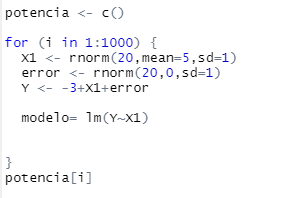 potencia <- c()
for (i in 1:1000) {
X1 <- rnorm(20,mean=5,sd=1)
error <- rnorm(20,0,sd=1)
Y <- -3+X1+error
modelo= lm(Y~X1)
}
potencia[i]